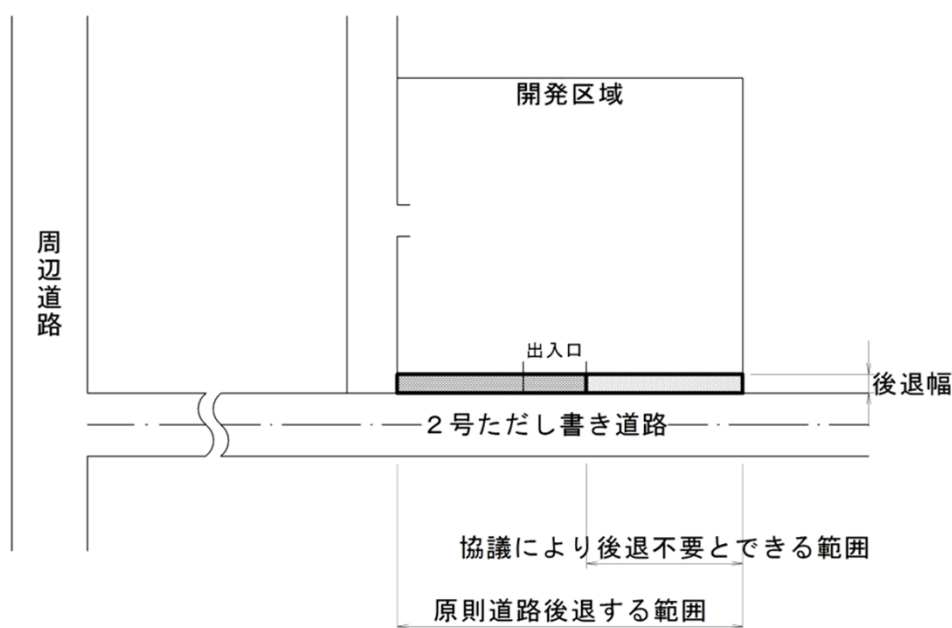 開発区域
周辺道路
出入口
後退幅
２号ただし書き道路
協議により後退不要とできる範囲
原則道路後退する範囲